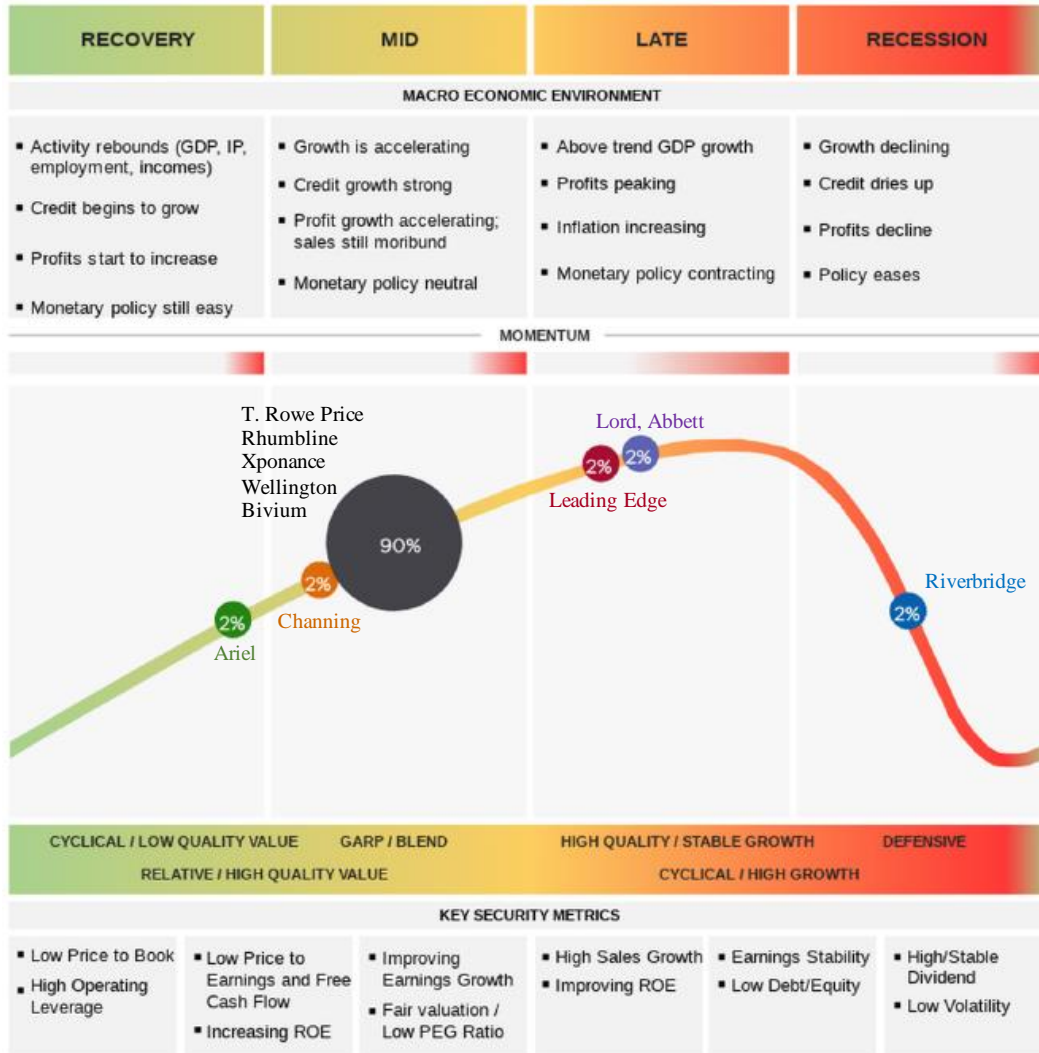 RECOVERY
MID
LATE
RECESSION
MACRO ECONOMIC ENVIRONMENT
▪ Activity rebounds (GDP, IP,
employment, incomes)
▪ Credit begins to grow
▪ Profits start to increase
▪ Monetary policy still easy
▪ Growth is accelerating
▪ Credit growth strong
▪ Profit growth accelerating;
sales still moribund
▪ Monetary policy neutral
▪ Above trend GDP growth
▪ Profits peaking
▪ Inflation increasing
▪ Monetary policy contracting
▪ Growth declining
▪ Credit dries up
▪ Profits decline
▪ Policy eases
MOMENTUM
T. Rowe Price
Rhumbline
Xponance
Wellington
Bivium
90%
2%
Channing
2%
Ariel
Lord, Abbett
2%
2%
Leading Edge
Riverbridge
2%
CYCLICAL / LOW QUALITY VALUE
GARP / BLEND
HIGH QUALITY / STABLE GROWTH
DEFENSIVE
RELATIVE / HIGH QUALITY VALUE
CYCLICAL / HIGH GROWTH
KEY SECURITY METRICS
▪ Low Price to Book
▪ High Operating
Leverage
▪ Low Price to
Earnings and Free
Cash Flow
▪ Increasing ROE
▪ Improving
Earnings Growth
▪ Fair valuation /
Low PEG Ratio
▪ High Sales Growth
▪ Improving ROE
▪ Earnings Stability
▪ Low Debt/Equity
▪ High/Stable
Dividend
▪ Low Volatility